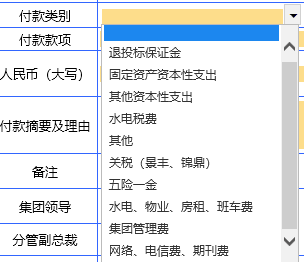 付款类别
付款款项
人民币（大写）
付款摘要及理由
备注
集团领导
分管副总裁
退投标保证金
固定资产资本性支出
其他资本性支出
水电税费
其他
关税（景丰、锦鼎）
五险一金
水电、物业、房租、班车费
集团管理费
网络、电信费、期刊费